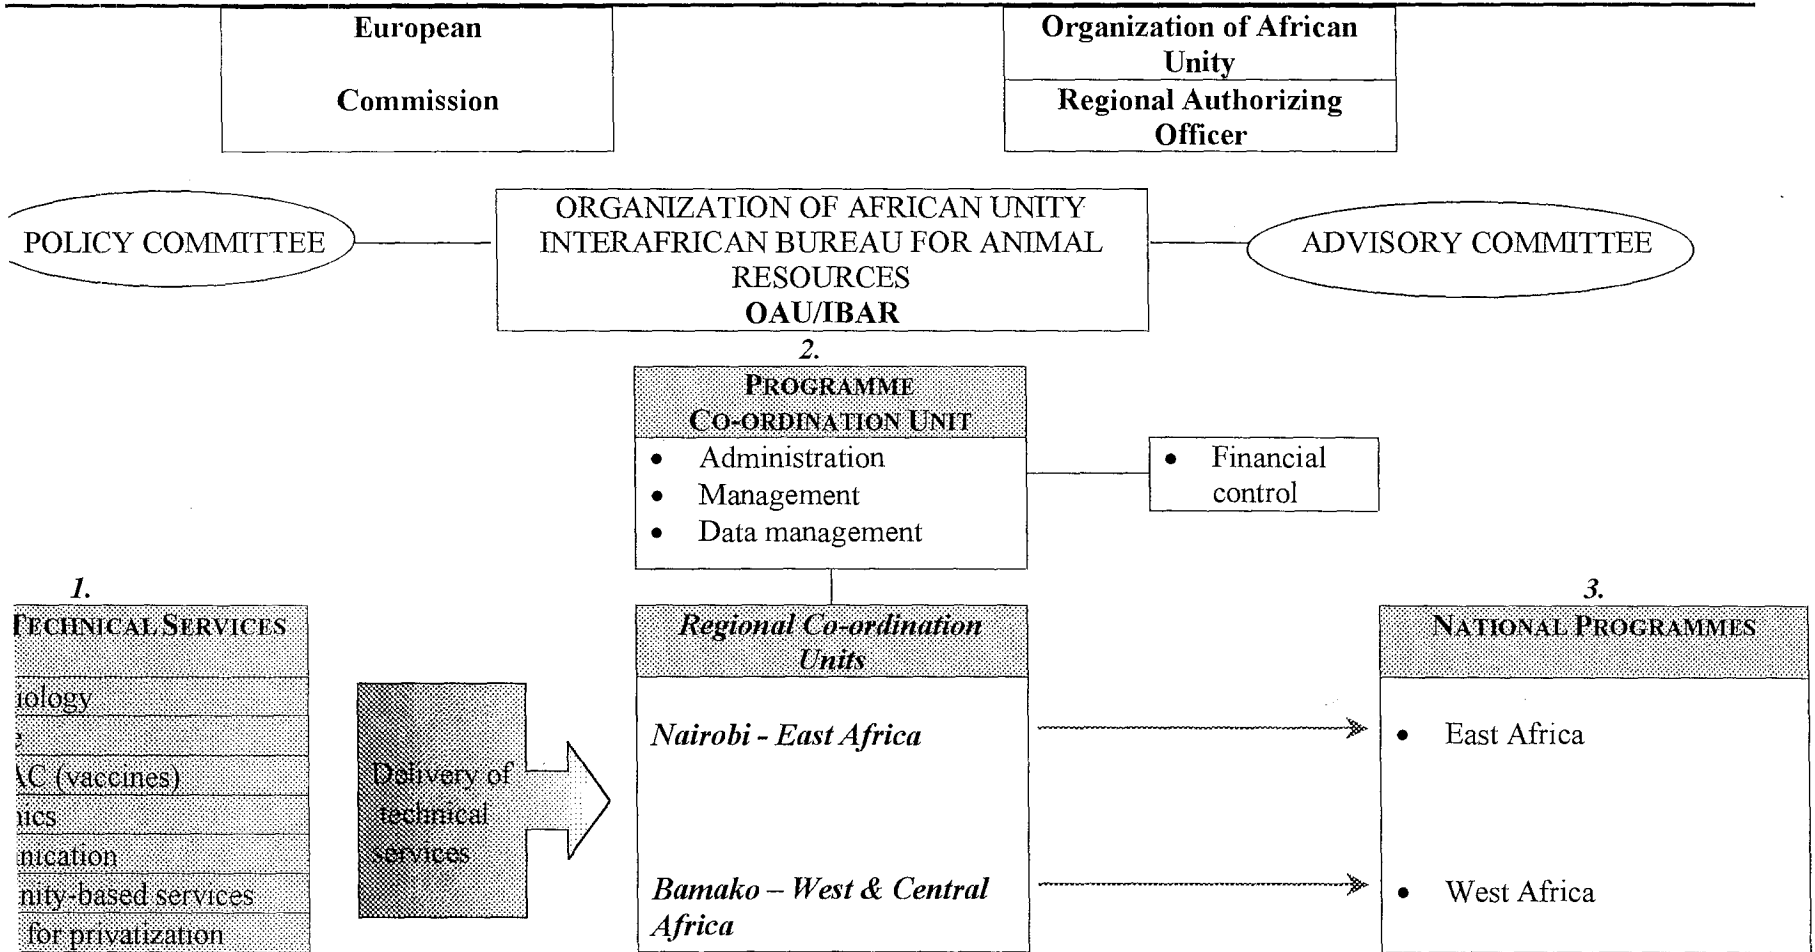 European
Commission
Organization of African
Unity
Regional Authorizing
Officer
POLICY COMMITTEE
ORGANIZATION OF AFRICAN UNITY
INTERAFRICAN BUREAU FOR ANIMAL
RESOURCES
OAU/IBAR
ADVISORY COMMITTEE
2.
PROGRAMME
CO-ORDINATION UNIT
• Administration
• Management
• Data management
• Financial
control
1.
TECHNICAL SERVICES
iology
e
AC (vaccines)
nics
nication
nity-based services
for privatization
Delivery of
technical
services
Regional Co-ordination
Units
Nairobi - East Africa
Bamako – West & Central
Africa
3.
NATIONAL PROGRAMMES
• East Africa
• West Africa